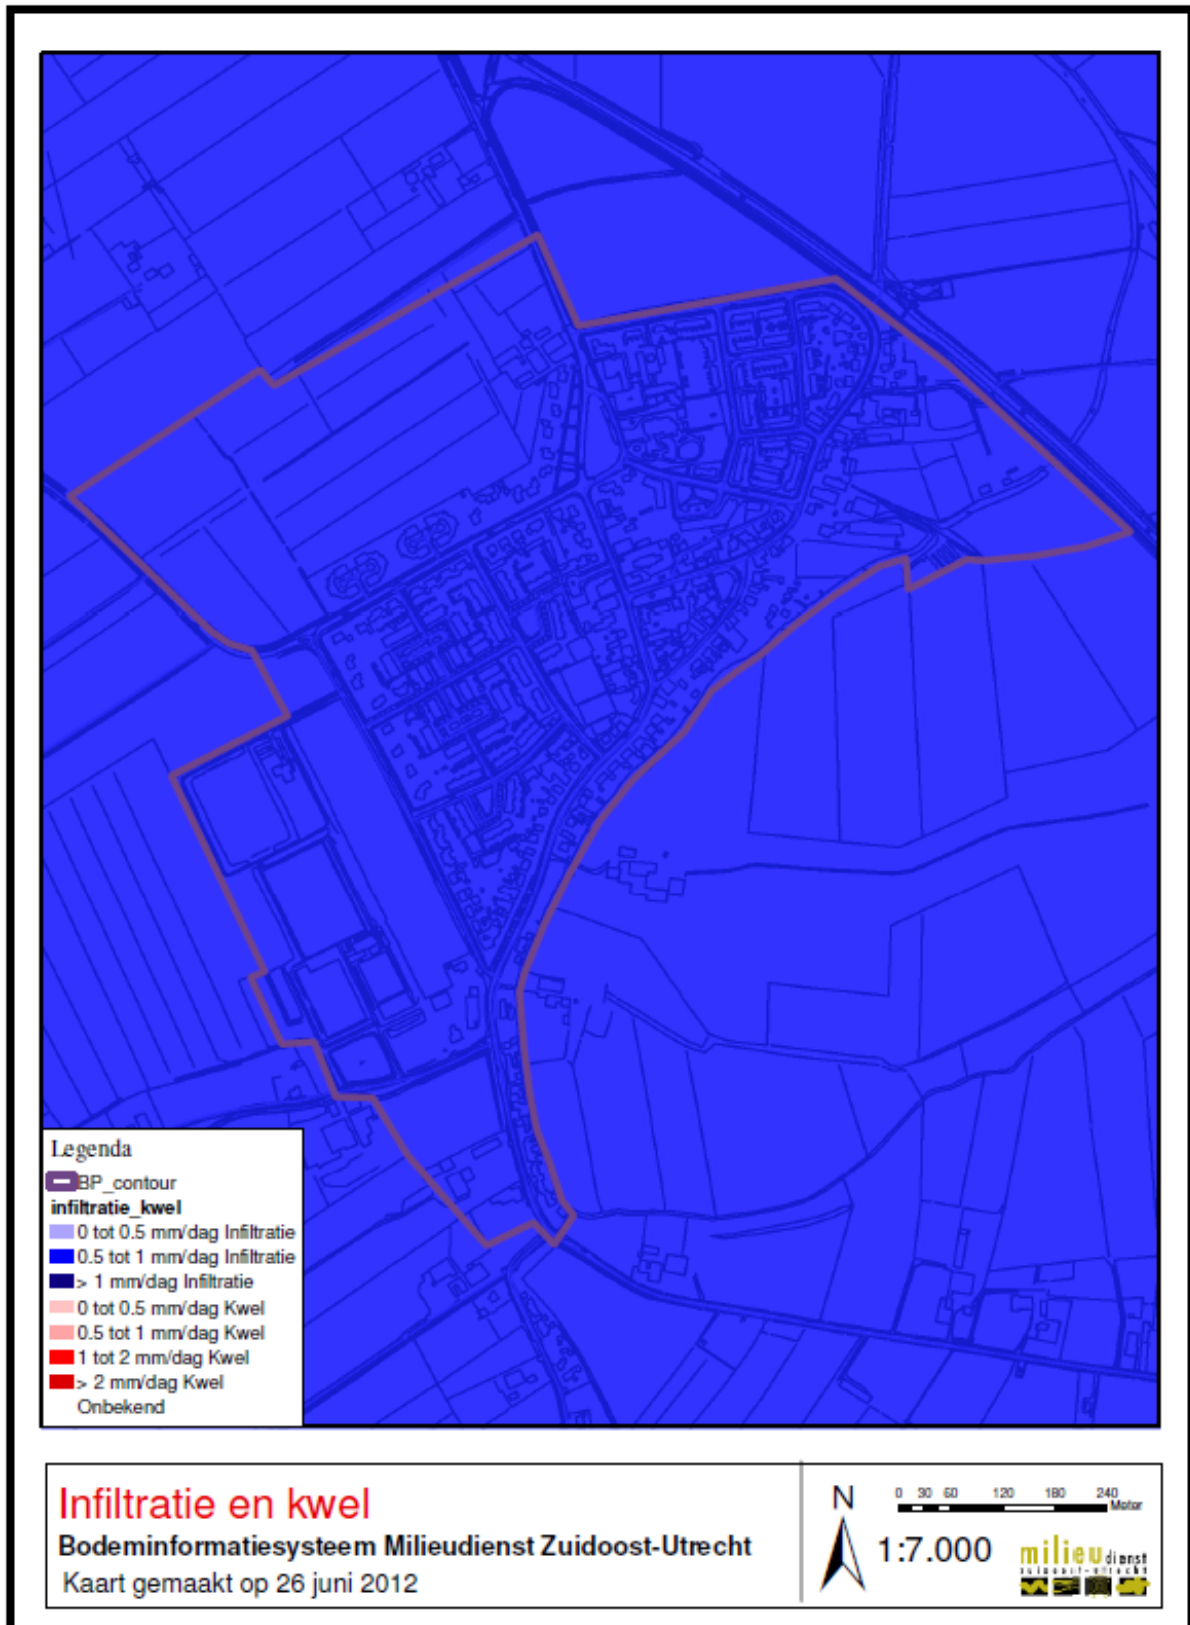 Legenda
BP_contour
infiltratie_kwel
0 tot 0.5 mm/dag Infiltratie
0.5 tot 1 mm/dag Infiltratie
> 1 mm/dag Infiltratie
0 tot 0.5 mm/dag Kwel
0.5 tot 1 mm/dag Kwel
1 tot 2 mm/dag Kwel
> 2 mm/dag Kwel
Onbekend
Infiltratie en kwel
Bodeminformatiesysteem Milieudienst Zuidoost-Utrecht
Kaart gemaakt op 26 juni 2012
N
0 30 60 120 180 240
Meter
1:7.000
milieudienst
zuidoost-utrecht